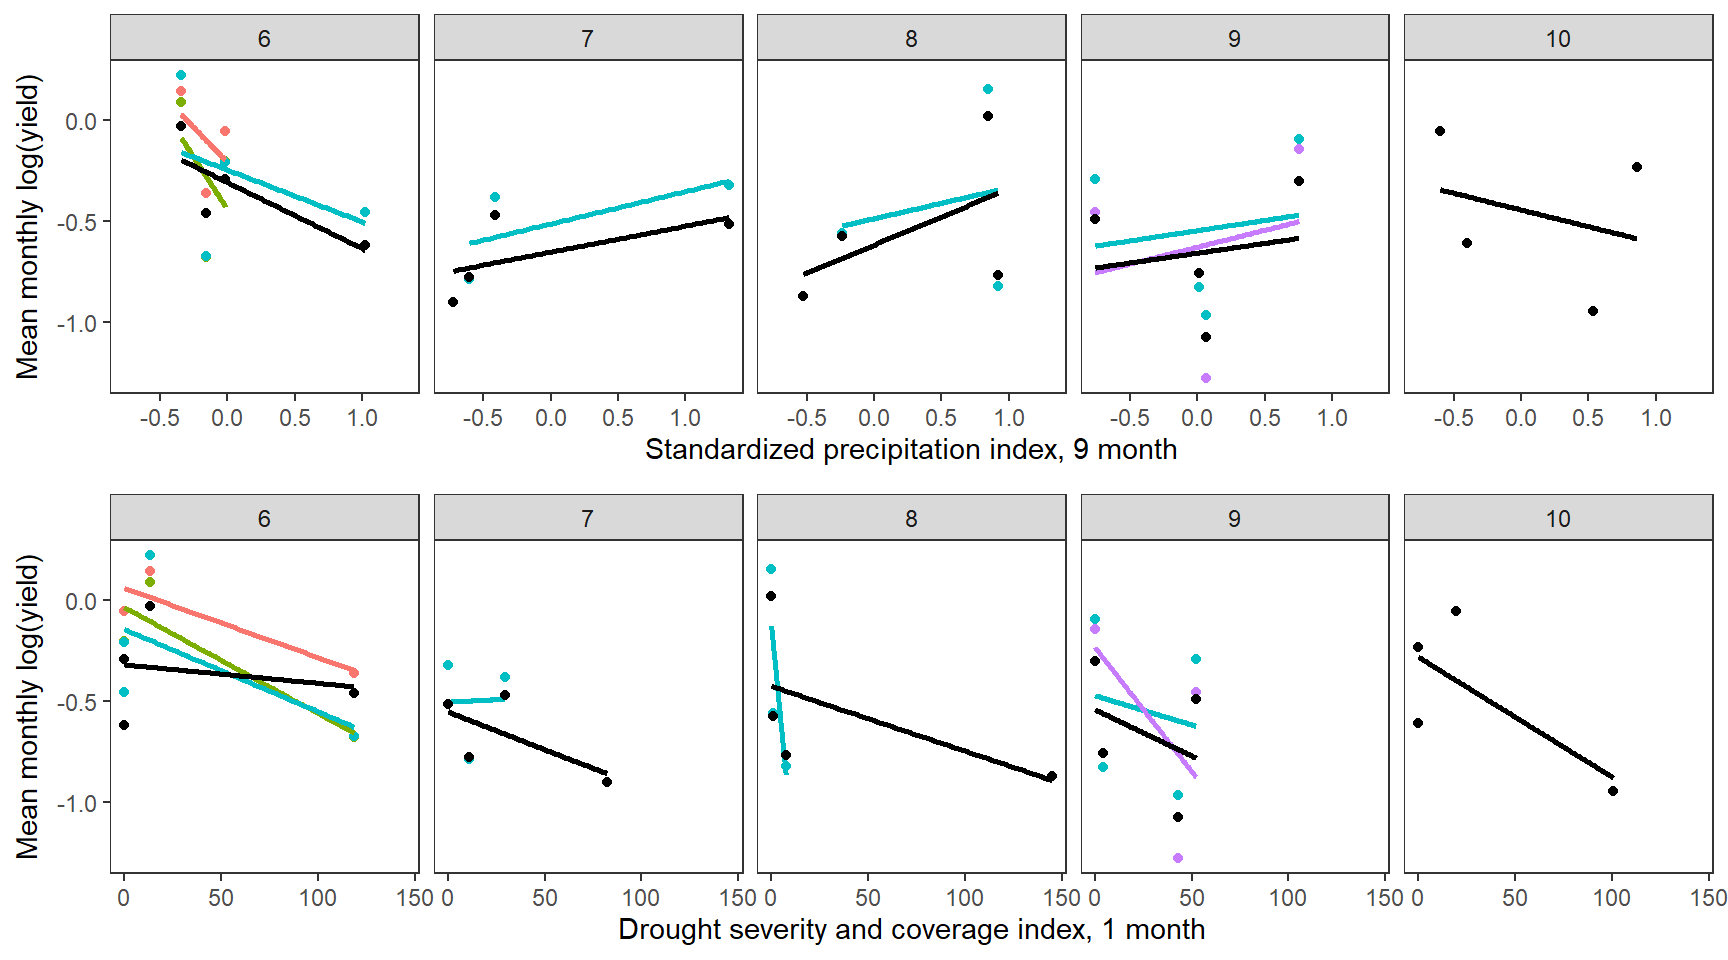 6 7 8 9 10
Mean monthly log(yield)
0.0
-0.5
-1.0
-0.5 0.0 0.5 1.0 -0.5 0.0 0.5 1.0 -0.5 0.0 0.5 1.0 -0.5 0.0 0.5 1.0 -0.5 0.0 0.5 1.0
Standardized precipitation index, 9 month
6 7 8 9 10
Mean monthly log(yield)
0.0
-0.5
-1.0
0 50 100 150 0 50 100 150 0 50 100 150 0 50 100 150 0 50 100 150
Drought severity and coverage index, 1 month